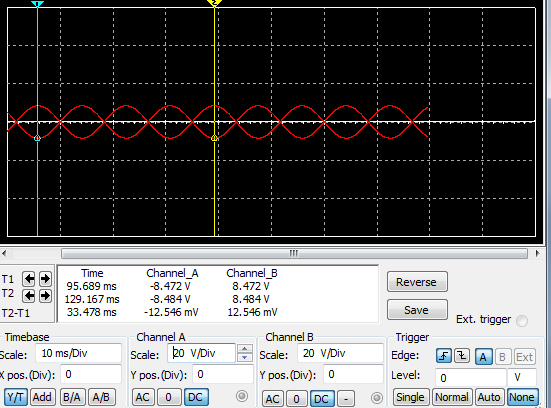 1 2
T1
T2
T2-T1
Time Channel_A Channel_B
95.689 ms -8.472 V 8.472 V
129.167 ms -8.484 V 8.484 V
33.478 ms -12.546 mV 12.546 mV
Reverse
Save
Ext. trigger
Timebase
Scale: 10 ms/Div
X pos.(Div): 0
Y/T Add B/A A/B
Channel A
Scale: 20 V/Div
Y pos.(Div): 0
AC 0 DC
Channel B
Scale: 20 V/Div
Y pos.(Div): 0
AC 0 DC -
Trigger
Edge: A B Ext
Level: 0 V
Single Normal Auto None